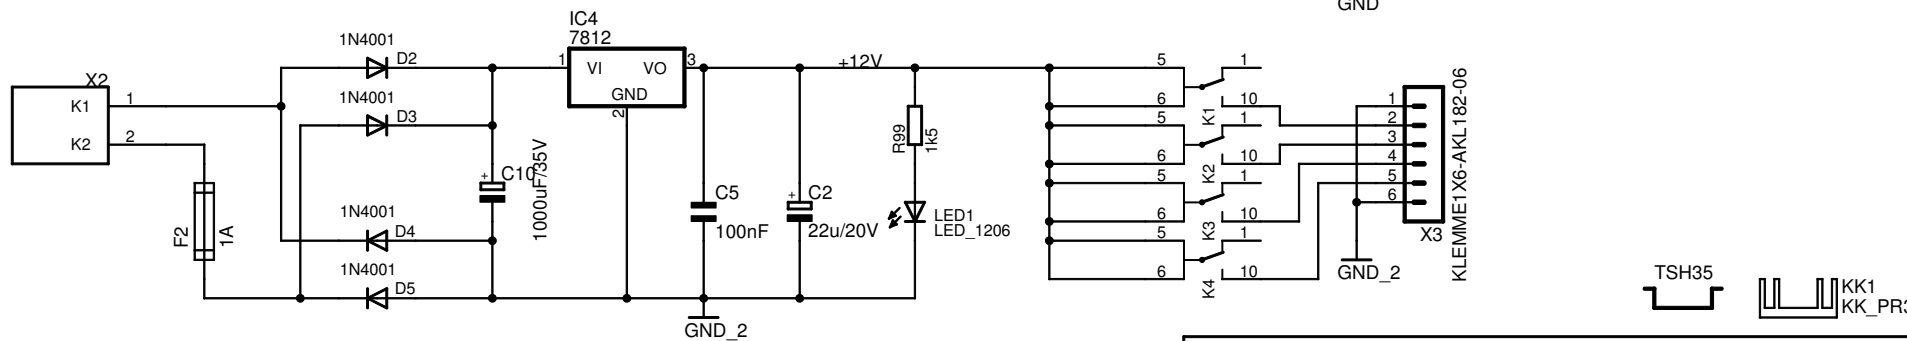 GND
IC4
7812
1N4001
D2
1
VI
VO
3
GND
2
+12V
X2
K1
1
K2
2
1N4001
D3
+
C10
1000uF/35V
F2
1A
1N4001
D4
1N4001
D5
C5
100nF
+
C2
22u/20V
R99
1k5
LED1
LED_1206
GND_2
5
1
6
10
K1
5
1
6
10
K2
5
1
6
10
K3
5
1
6
10
K4
1
2
3
4
5
6
X3
KLEMME1X6-AKL182-06
GND_2
TSH35
KK1
KK_PR3